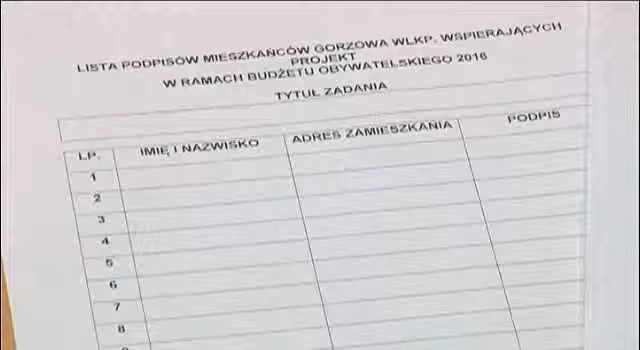 LISTA PODPISÓW MIESZKAŃCÓW GORZOWA WLKP. WSPIERAJĄCYCH
PROJEKT
W RAMACH BUDŻETU OBYWATELSKIEGO 2016
TYTUŁ ZADANIA
LP. IMIĘ I NAZWISKO ADRES ZAMIESZKANIA PODPIS
1
2
3
4
5
6
7
8